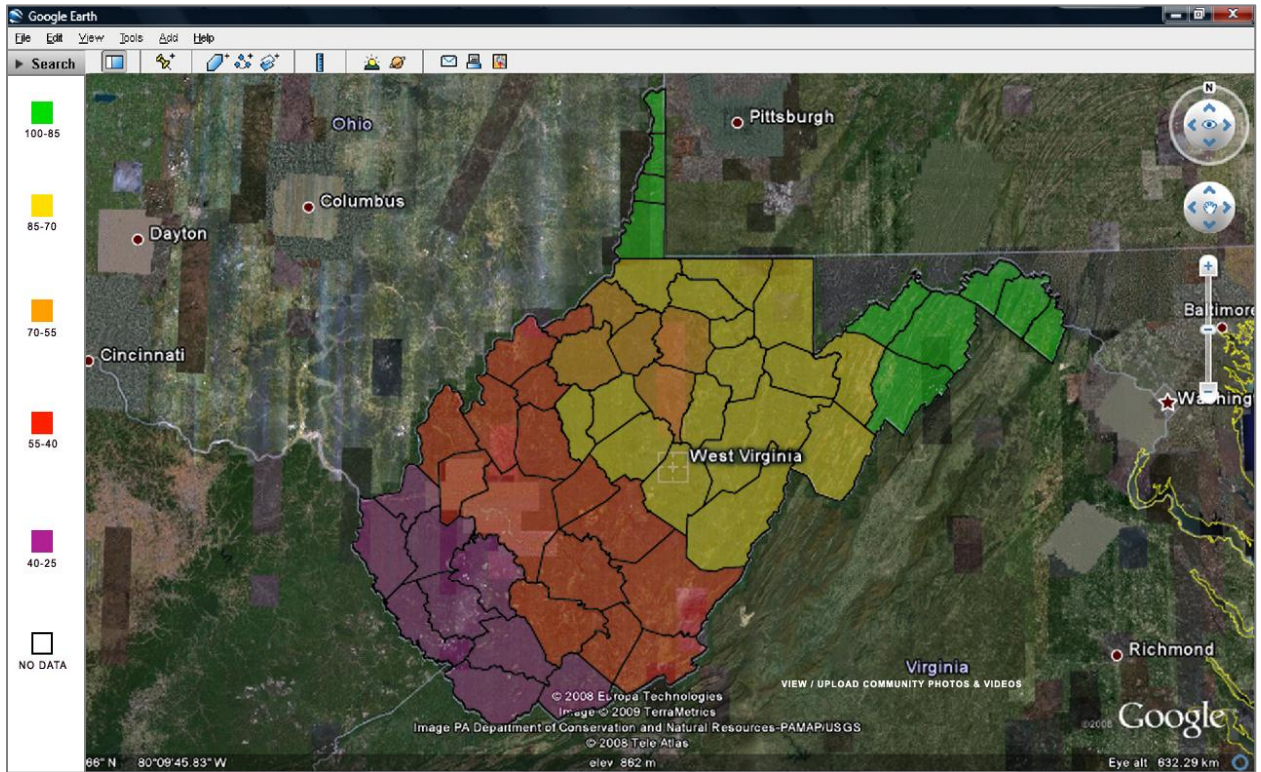 Google Earth
File Edit View Tools Add Help
Search
100-85
85-70
70-55
55-40
40-25
NO DATA
N
Pittsburgh
Ohio
Columbus
Dayton
Baltimore
Cincinnati
Washingt
West Virginia
Richmond
Virginia
VIEW / UPLOAD COMMUNITY PHOTOS & VIDEOS
© 2008 Europa Technologies
Image © 2009 TerraMetrics
Image PA Department of Conservation and Natural Resources-PAMAP/USGS
© 2008 Tele Atlas
©2008 Google
66" N 80°09'45.83" W elev 862 m Eye alt 632.29 km